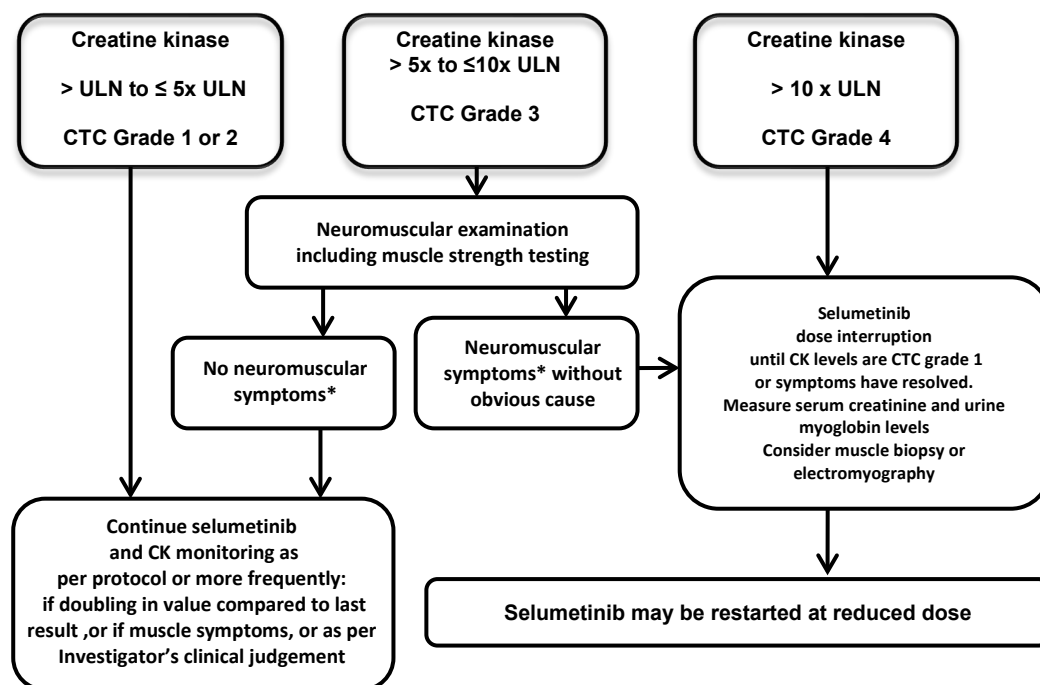 Creatine kinase
> ULN to ≤ 5x ULN
CTC Grade 1 or 2
Creatine kinase
> 5x to ≤10x ULN
CTC Grade 3
Creatine kinase
> 10 x ULN
CTC Grade 4
Neuromuscular examination
including muscle strength testing
No neuromuscular
symptoms*
Neuromuscular
symptoms* without
obvious cause
Selumetinib
dose interruption
until CK levels are CTC grade 1
or symptoms have resolved.
Measure serum creatinine and urine
myoglobin levels
Consider muscle biopsy or
electromyography
Continue selumetinib
and CK monitoring as
per protocol or more frequently:
if doubling in value compared to last
result ,or if muscle symptoms, or as per
Investigator’s clinical judgement
Selumetinib may be restarted at reduced dose